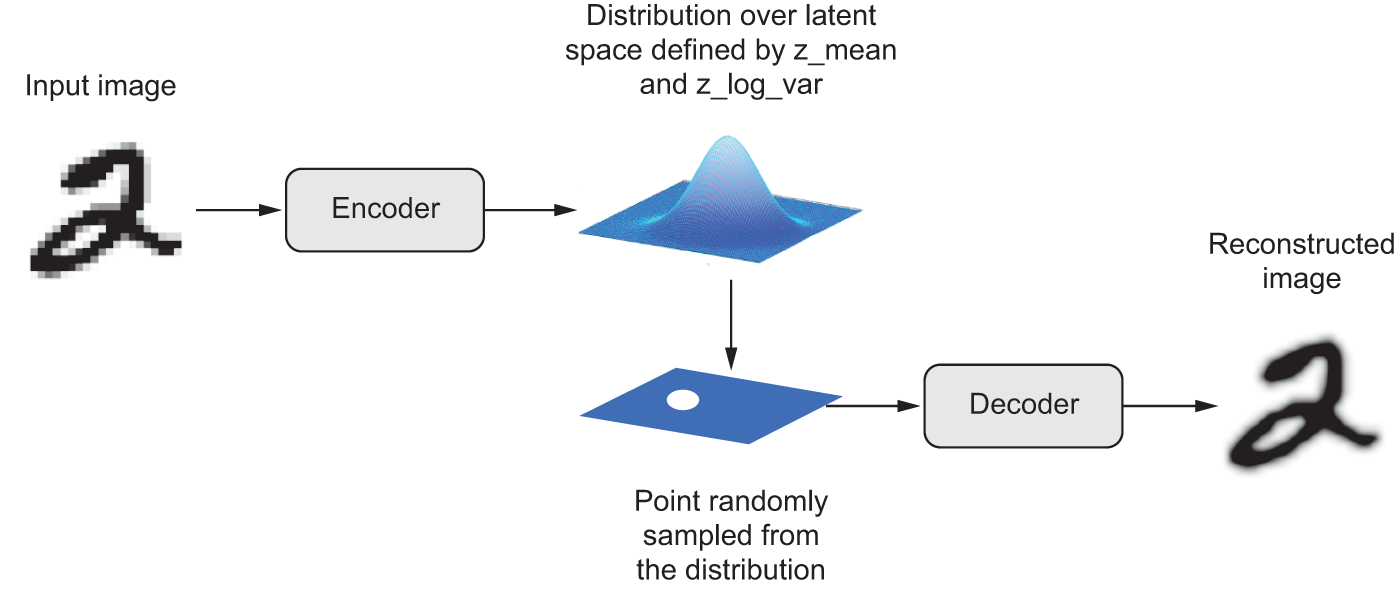 Input image
Encoder
Distribution over latent
space defined by z_mean
and z_log_var
Point randomly
sampled from
the distribution
Decoder
Reconstructed
image